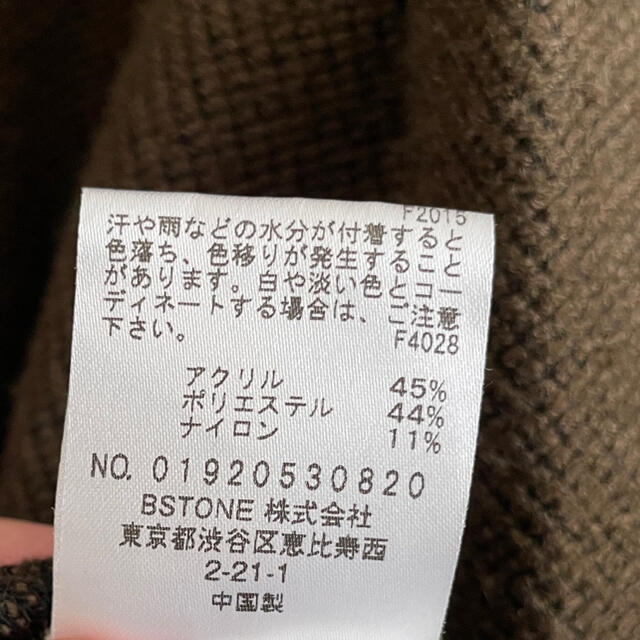 F2015
汗や雨などの水分が付着すると
色落ち、色移りが発生すること
があります。白や淡い色とコー
ディネートする場合は、ご注意
下さい。 F4028
アクリル 45%
ポリエステル 44%
ナイロン 11%
NO. 01920530820
BSTONE 株式会社
東京都渋谷区恵比寿西
2-21-1
中国製